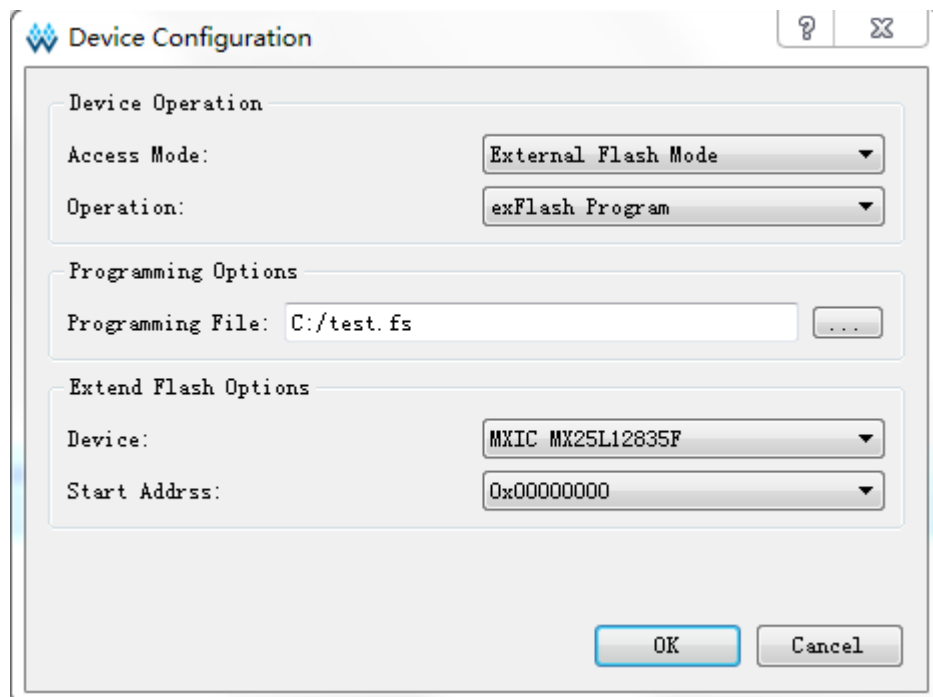 Device Configuration
Device Operation
Access Mode: External Flash Mode
Operation: exFlash Program
Programming Options
Programming File: C:/test.fs ...
Extend Flash Options
Device: MXIC MX25L12835F
Start Addrss: 0x00000000
OK Cancel